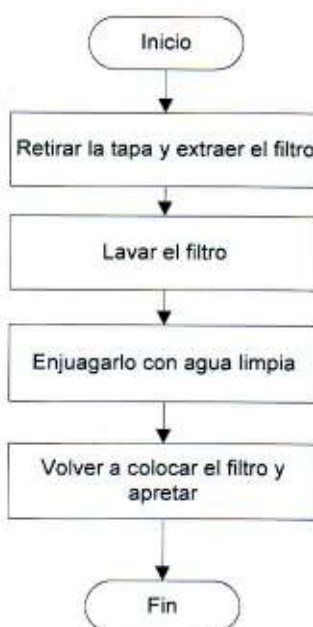 Inicio
Retirar la tapa y extraer el filtro
Lavar el filtro
Enjuagarlo con agua limpia
Volver a colocar el filtro y
apretar
Fin